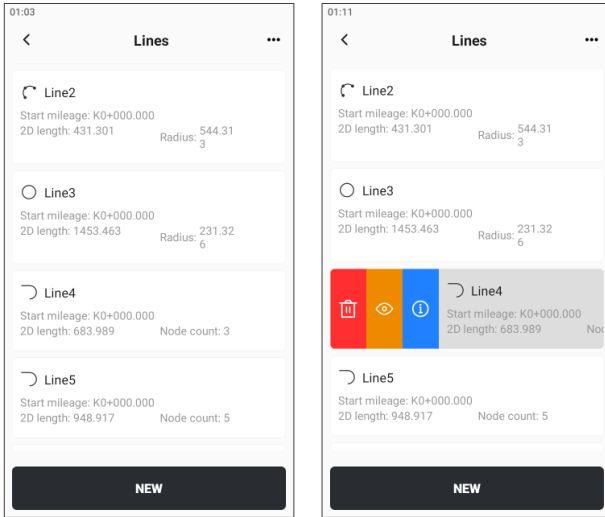 01:03
Lines
Line2
Start mileage: K0+000.000
2D length: 431.301
Radius: 544.31
3
Line3
Start mileage: K0+000.000
2D length: 1453.463
Radius: 231.32
6
Line4
Start mileage: K0+000.000
2D length: 683.989 Node count: 3
Line5
Start mileage: K0+000.000
2D length: 948.917 Node count: 5
NEW
01:11
Lines
Line2
Start mileage: K0+000.000
2D length: 431.301
Radius: 544.31
3
Line3
Start mileage: K0+000.000
2D length: 1453.463
Radius: 231.32
6
Line4
Start mileage: K0+000.000
2D length: 683.989 No
Line5
Start mileage: K0+000.000
2D length: 948.917 Node count: 5
NEW